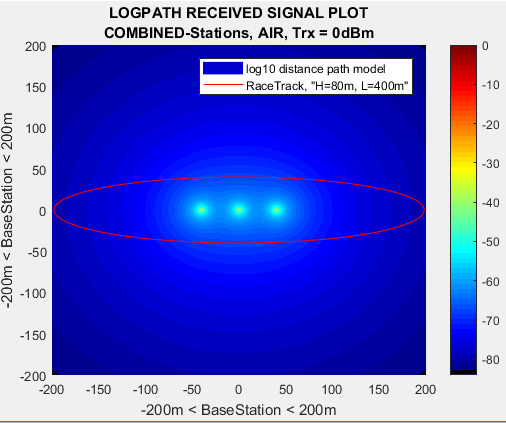 LOGPATH RECEIVED SIGNAL PLOT
COMBINED-Stations, AIR, Trx = 0dBm
log10 distance path model
RaceTrack, "H=80m, L=400m"
-200m < BaseStation < 200m
200
150
100
50
0
-50
-100
-150
-200
-200 -150 -100 -50 0 50 100 150 200
-200m < BaseStation < 200m
0
-10
-20
-30
-40
-50
-60
-70
-80